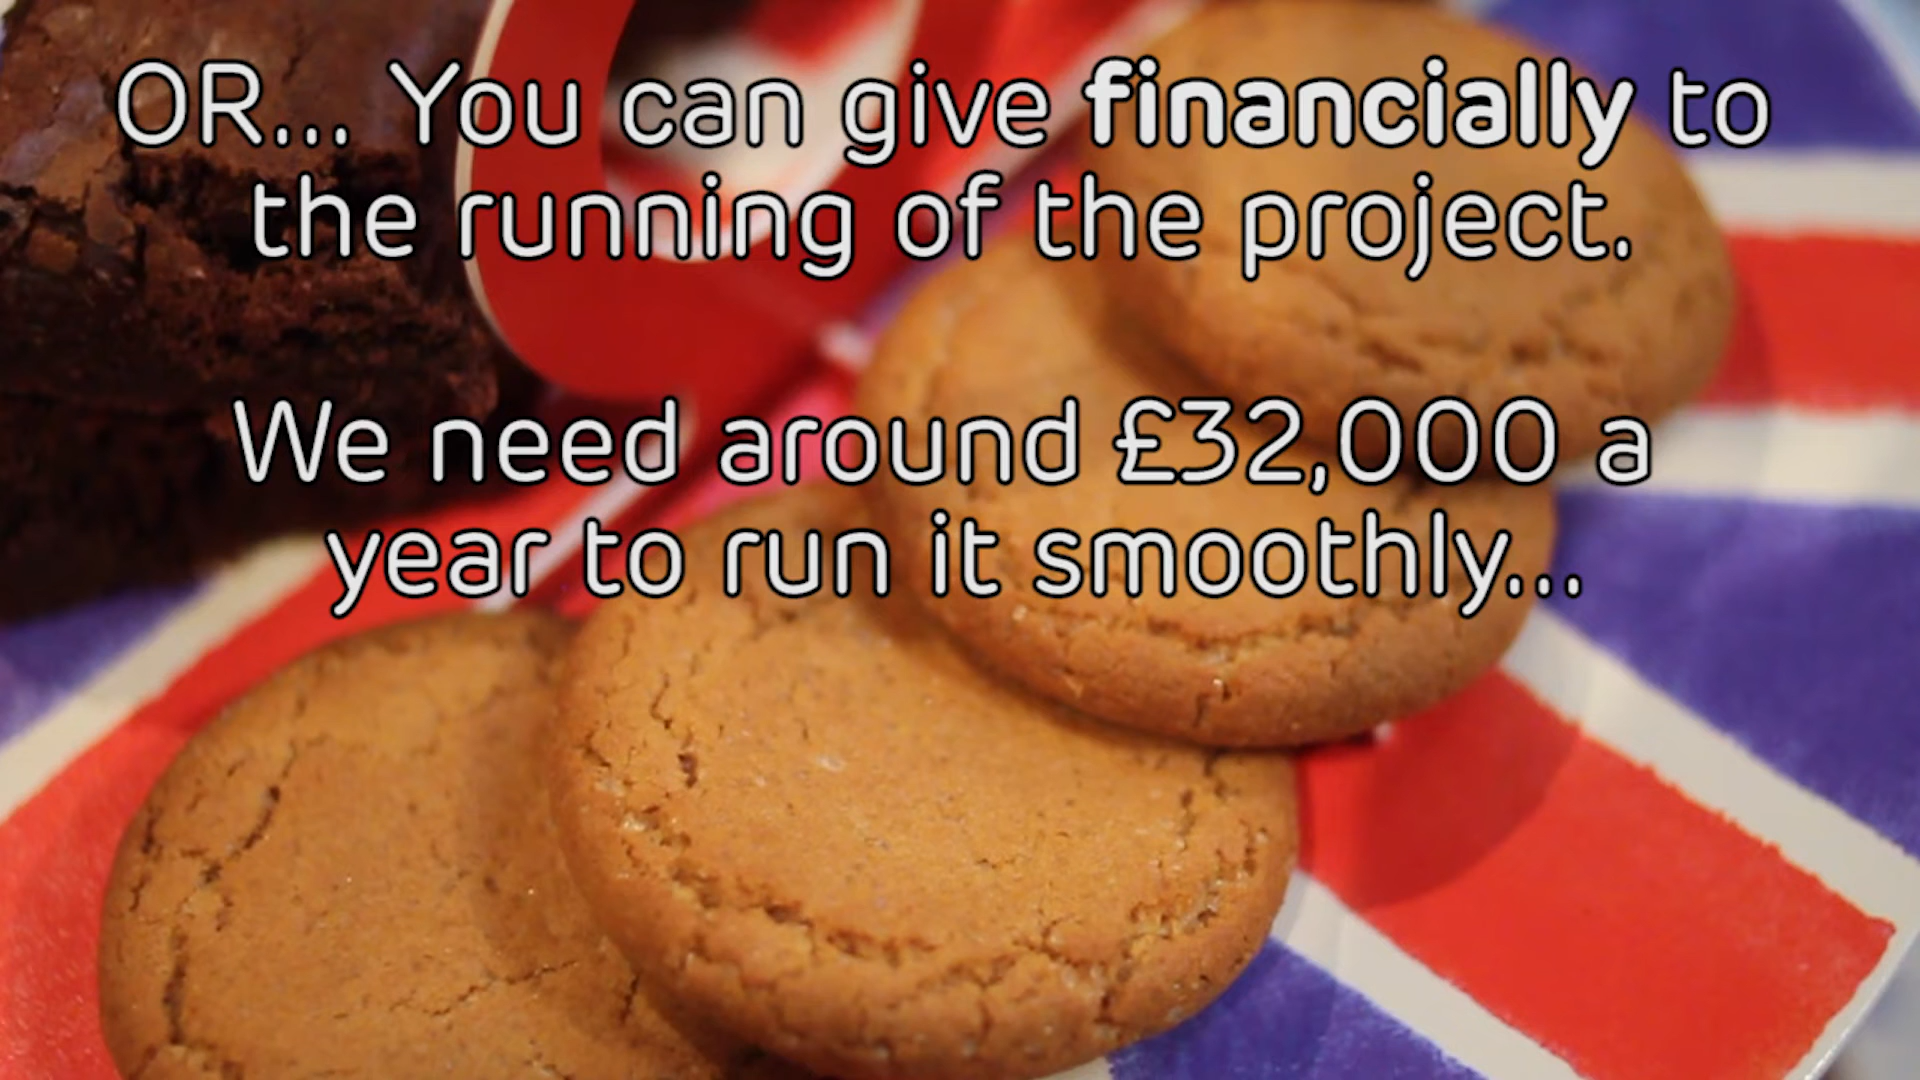 OR... You can give financially to
the running of the project.
We need around £32,000 a
year to run it smoothly...